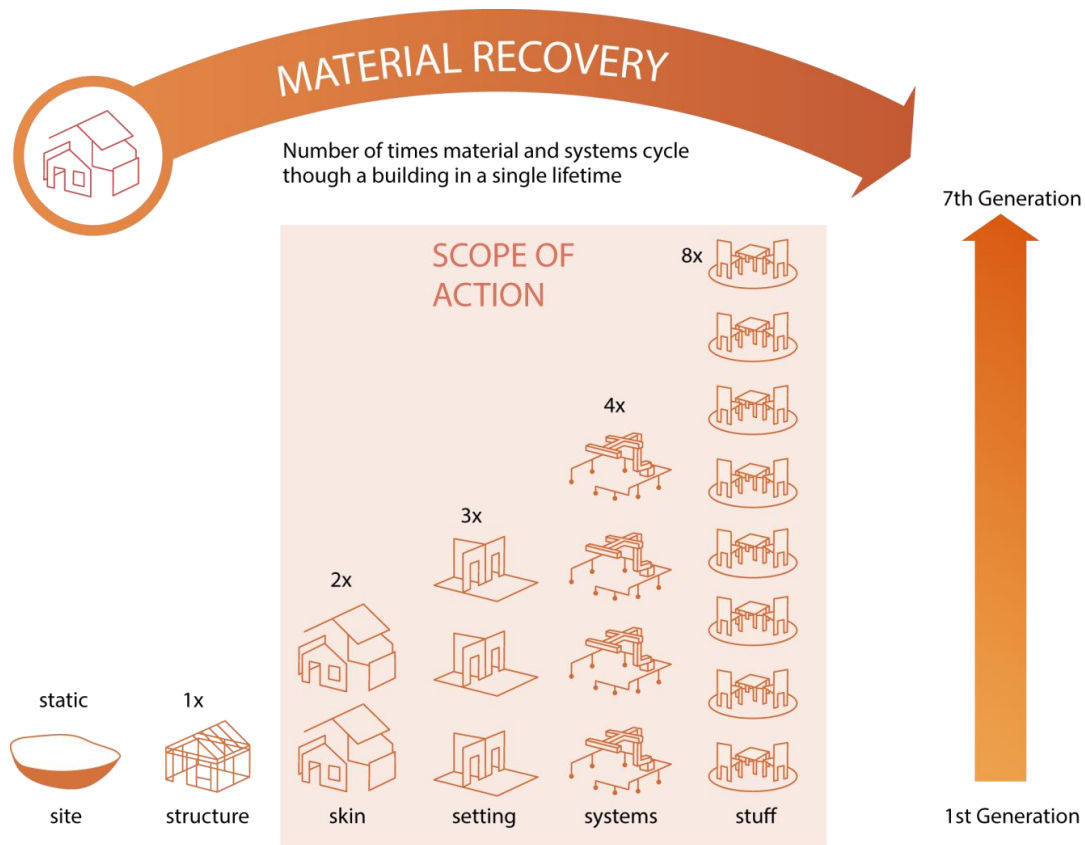 MATERIAL RECOVERY
Number of times material and systems cycle
though a building in a single lifetime
7th Generation
SCOPE OF
ACTION
8x
4x
3x
2x
static
1x
site
structure
skin
setting
systems
stuff
1st Generation